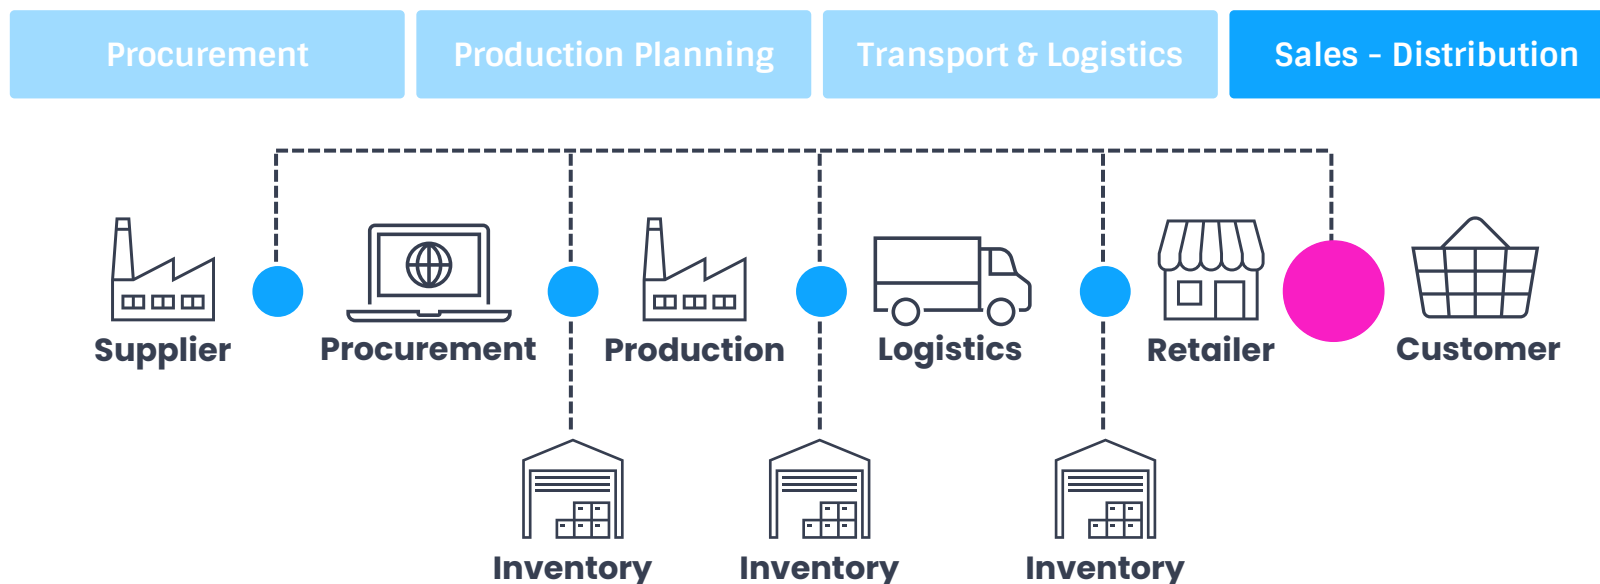 Procurement
Production Planning
Transport & Logistics
Sales - Distribution
Supplier
Procurement
Production
Logistics
Retailer
Customer
Inventory
Inventory
Inventory